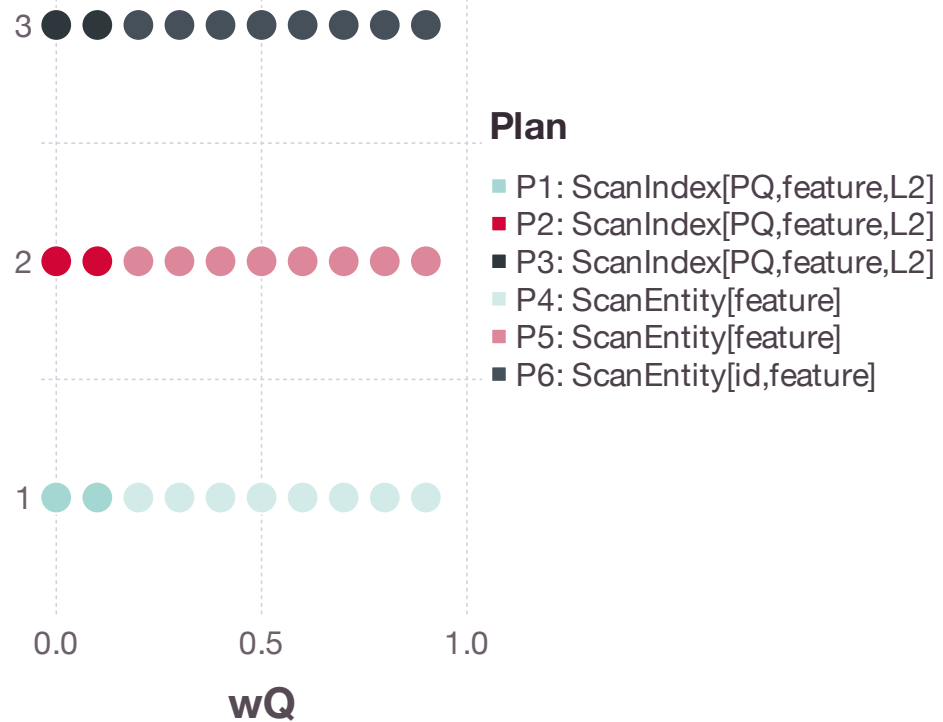 3
2
1
0.0 0.5 1.0
wQ
Plan
P1: ScanIndex[PQ,feature,L2]
P2: ScanIndex[PQ,feature,L2]
P3: ScanIndex[PQ,feature,L2]
P4: ScanEntity[feature]
P5: ScanEntity[feature]
P6: ScanEntity[id,feature]